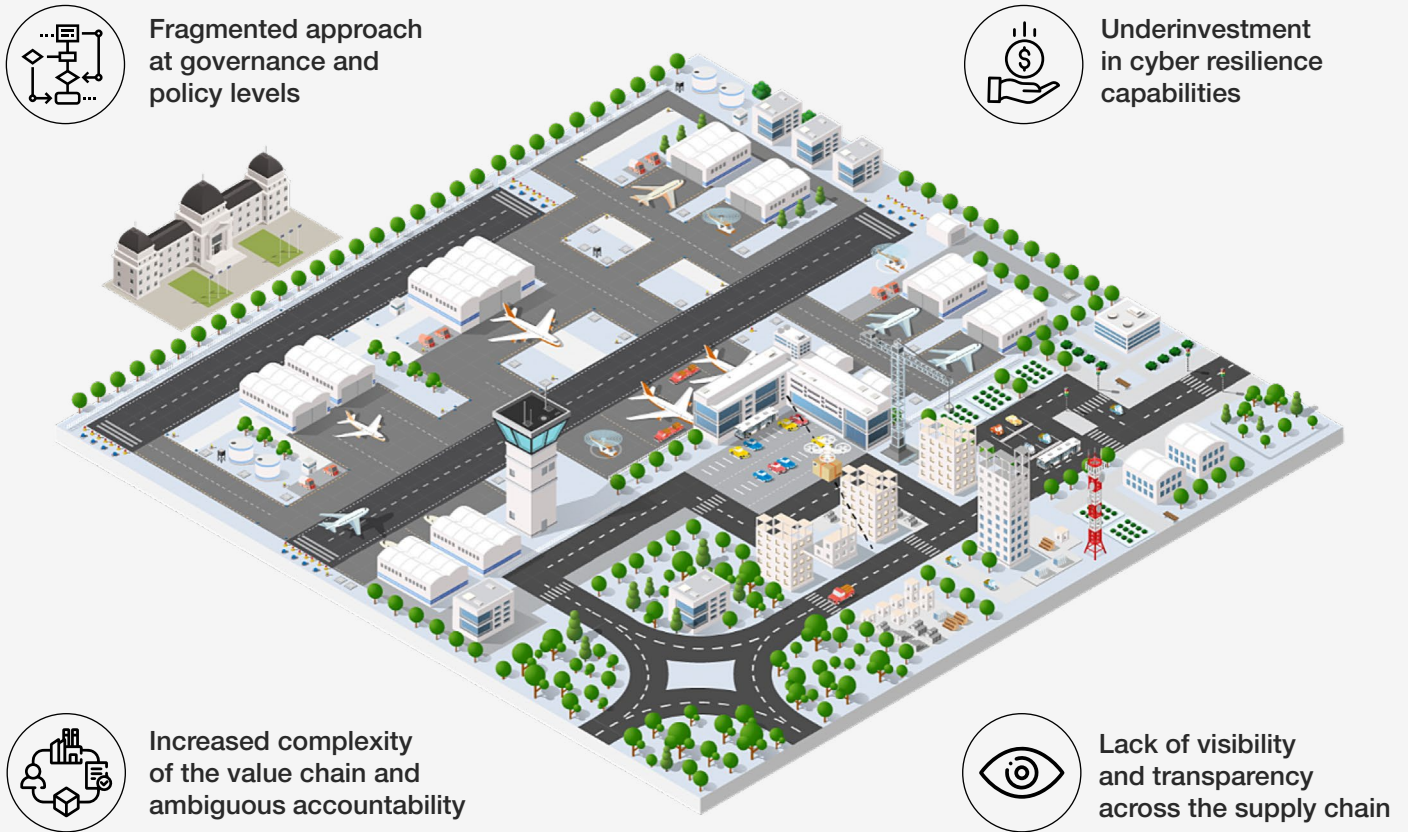 Fragmented approach
at governance and
policy levels
Underinvestment
in cyber resilience
capabilities
Increased complexity
of the value chain and
ambiguous accountability
Lack of visibility
and transparency
across the supply chain